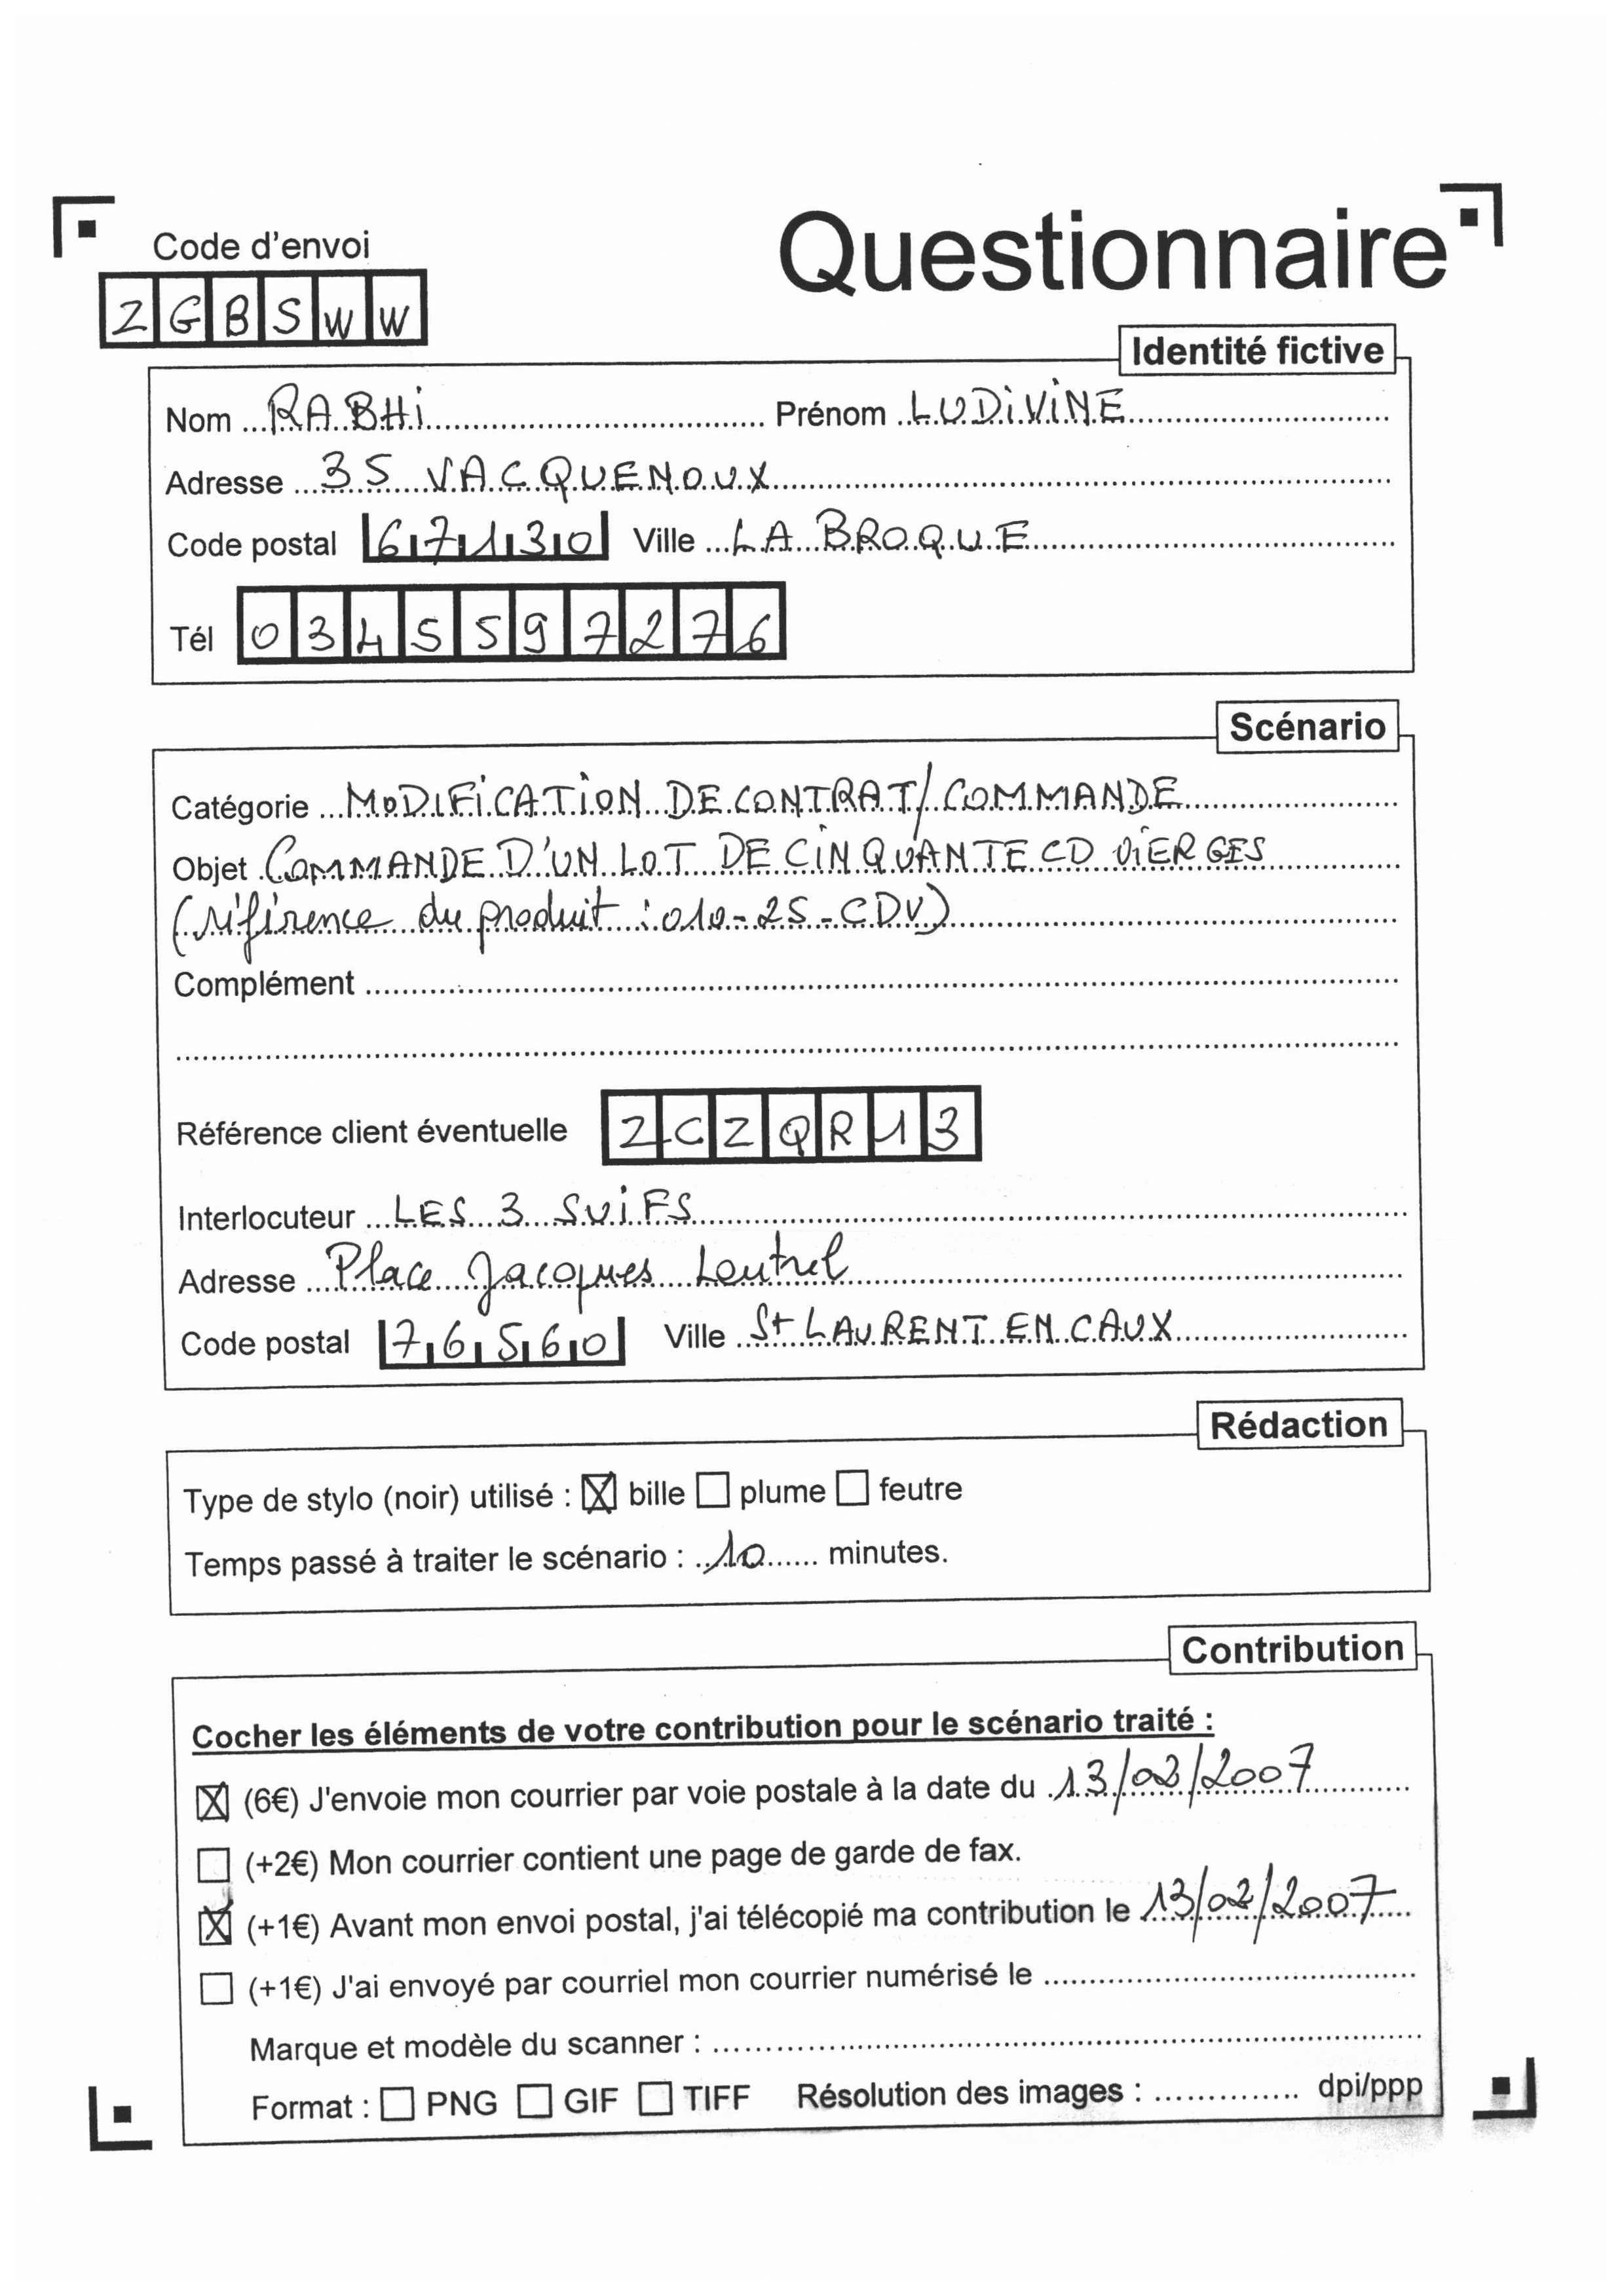 Questionnaire
Code d'envoi
ZGBSWW
Identité fictive
Nom RABHi Prénom LUDiViNE
Adresse 35 VACQUENOUX
Code postal 67130 Ville LA BROQUE
Tél 0345597276
Scénario
Catégorie MODIFiCATiON DE CONTRAT/COMMANDE
Objet COMMANDE D'UN LOT DE CiNQUANTE CD ViERGES
(référence du produit : 010-25-CDV)
Complément
Référence client éventuelle ZCZQR13
Interlocuteur LES 3 SUiFS
Adresse Place Jacques Leutrel
Code postal 76560 Ville St LAURENT EN CAUX
Rédaction
Type de stylo (noir) utilisé : ☒ bille ☐ plume ☐ feutre
Temps passé à traiter le scénario : 10 minutes.
Contribution
Cocher les éléments de votre contribution pour le scénario traité :
☒ (6€) J'envoie mon courrier par voie postale à la date du 13/02/2007
☐ (+2€) Mon courrier contient une page de garde de fax.
☒ (+1€) Avant mon envoi postal, j'ai télécopié ma contribution le 13/02/2007
☐ (+1€) J'ai envoyé par courriel mon courrier numérisé le
Marque et modèle du scanner :
Format : ☐ PNG ☐ GIF ☐ TIFF Résolution des images : dpi/ppp